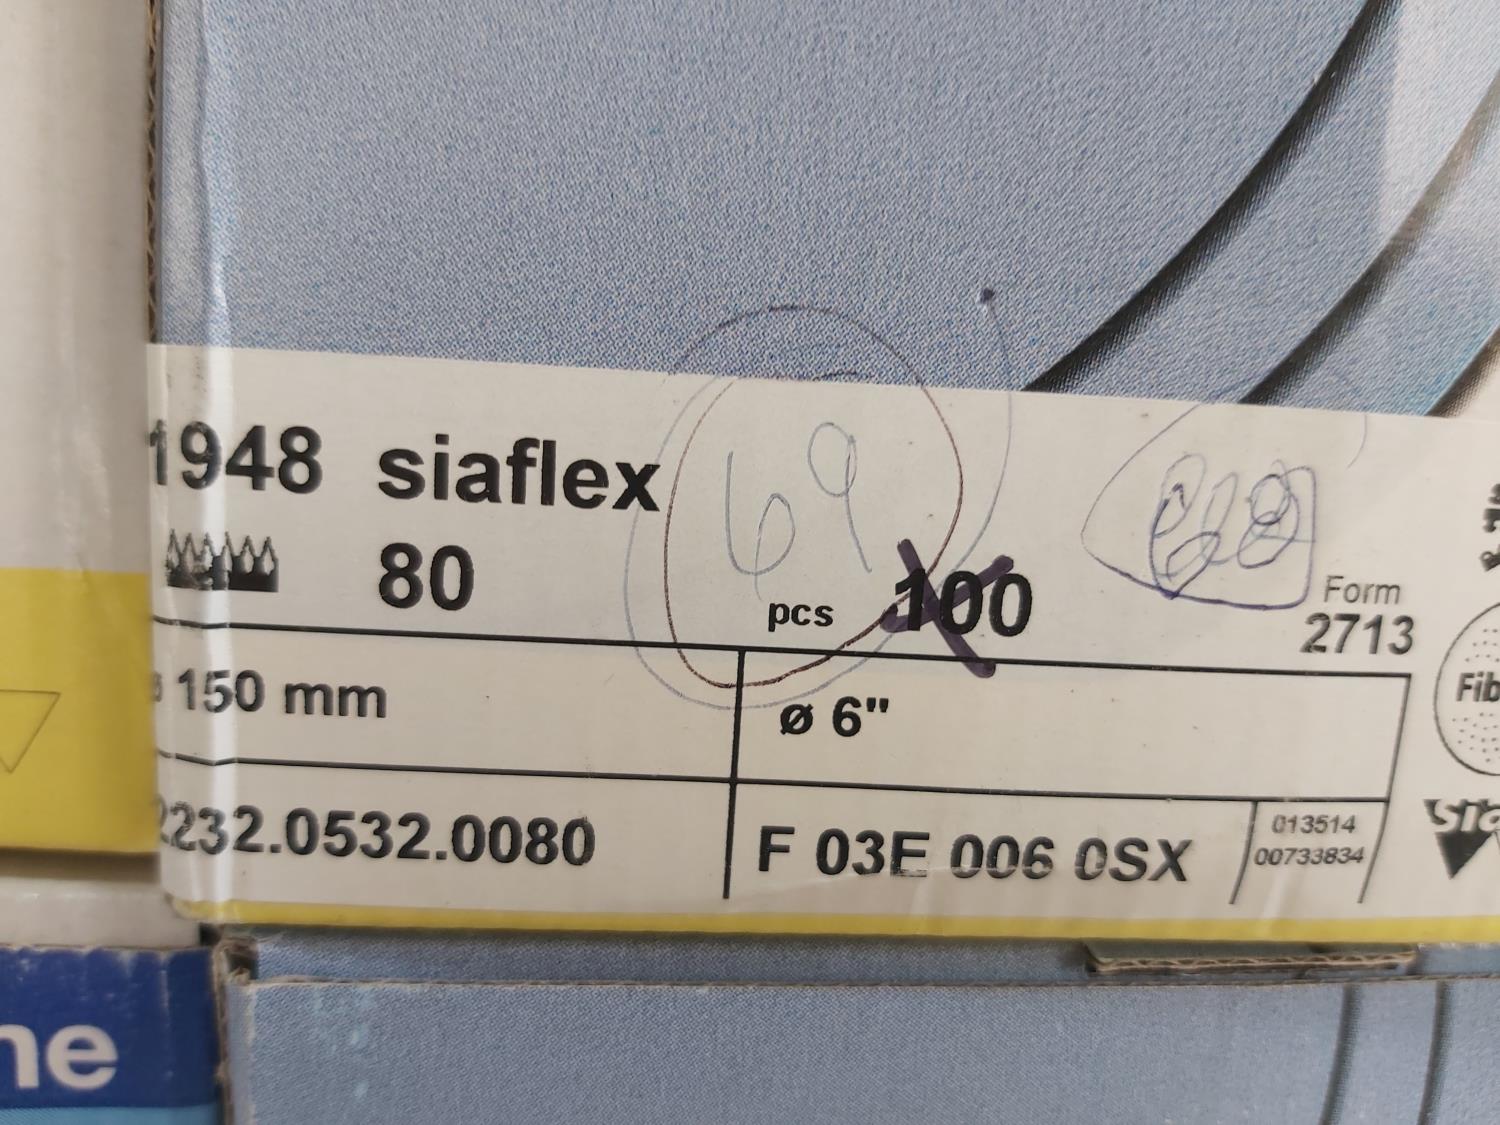 1948 siaflex
69
80
pcs 100
Form
2713
150 mm
ø 6"
2232.0532.0080
F 03E 006 0SX
013514
00733834
Fib
sia
ne